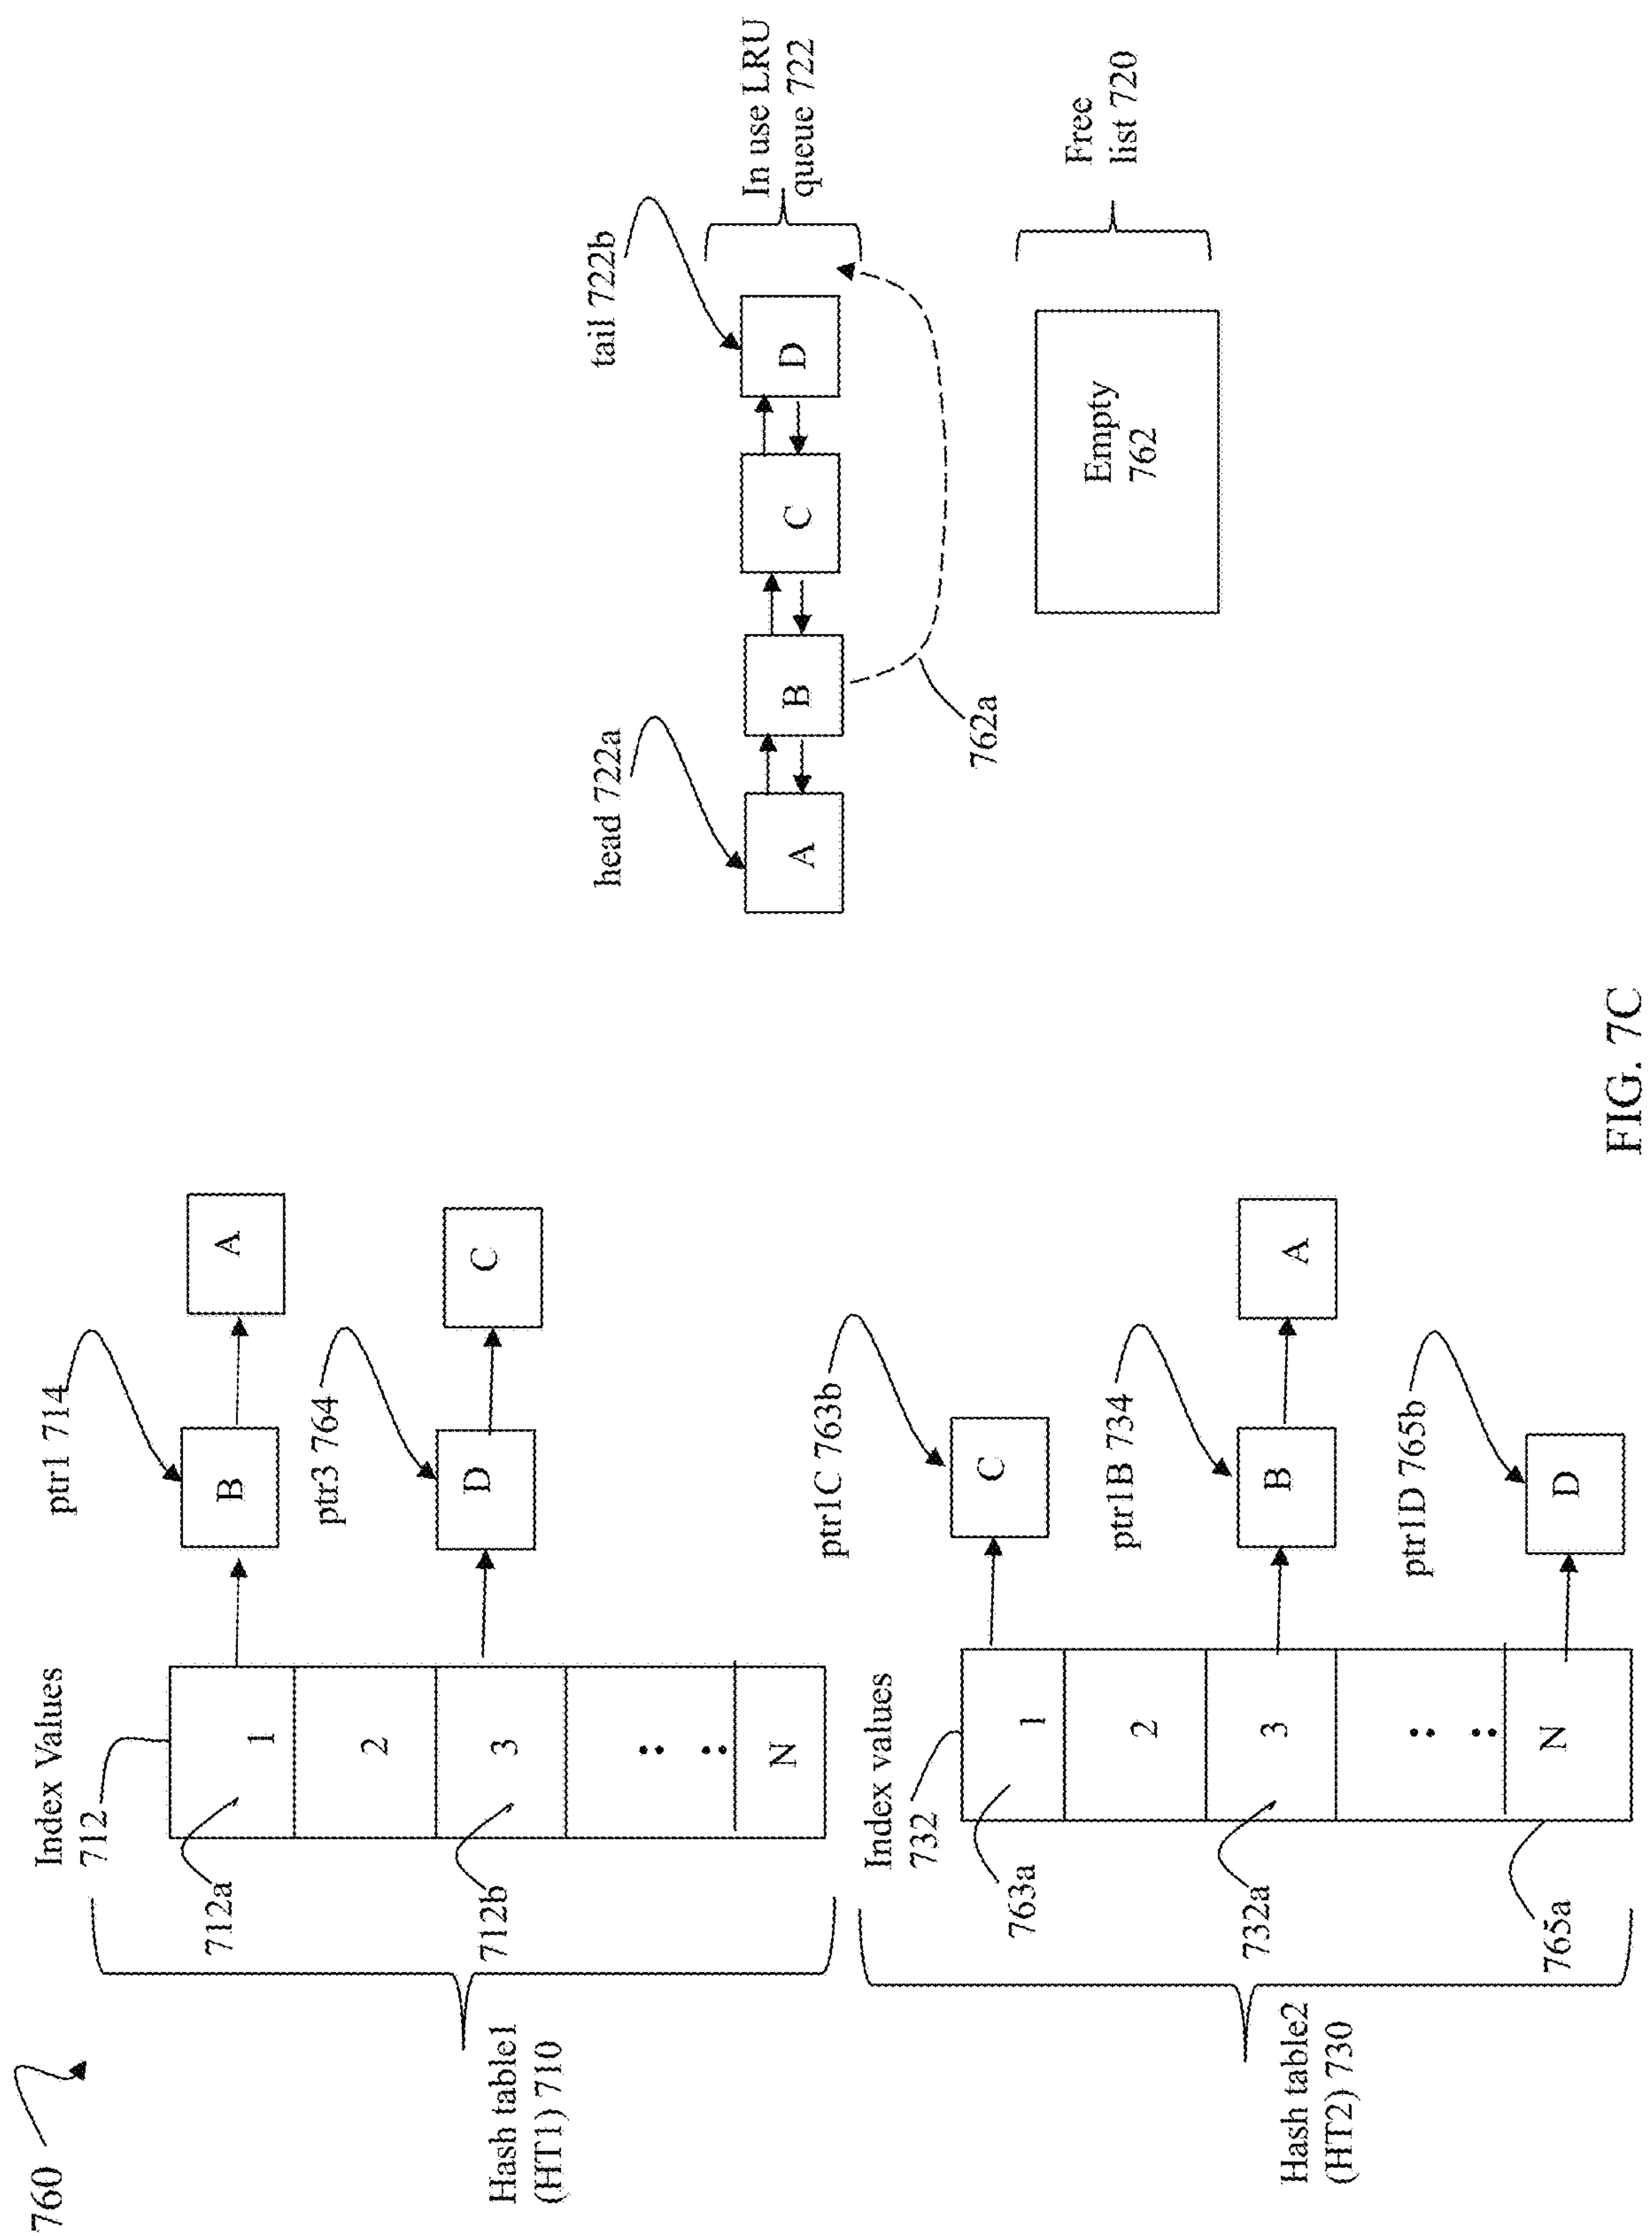 760
Hash table1
(HT1) 710
Index Values
712
712a
712b
1
2
3
N
ptr1 714
B
A
ptr3 764
D
C
Hash table2
(HT2) 730
Index values
732
763a
732a
765a
1
2
3
N
ptr1C 763b
C
ptr1B 734
B
A
ptr1D 765b
D
head 722a
tail 722b
A
B
C
D
In use LRU
queue 722
762a
Empty
762
Free
list 720
FIG. 7C